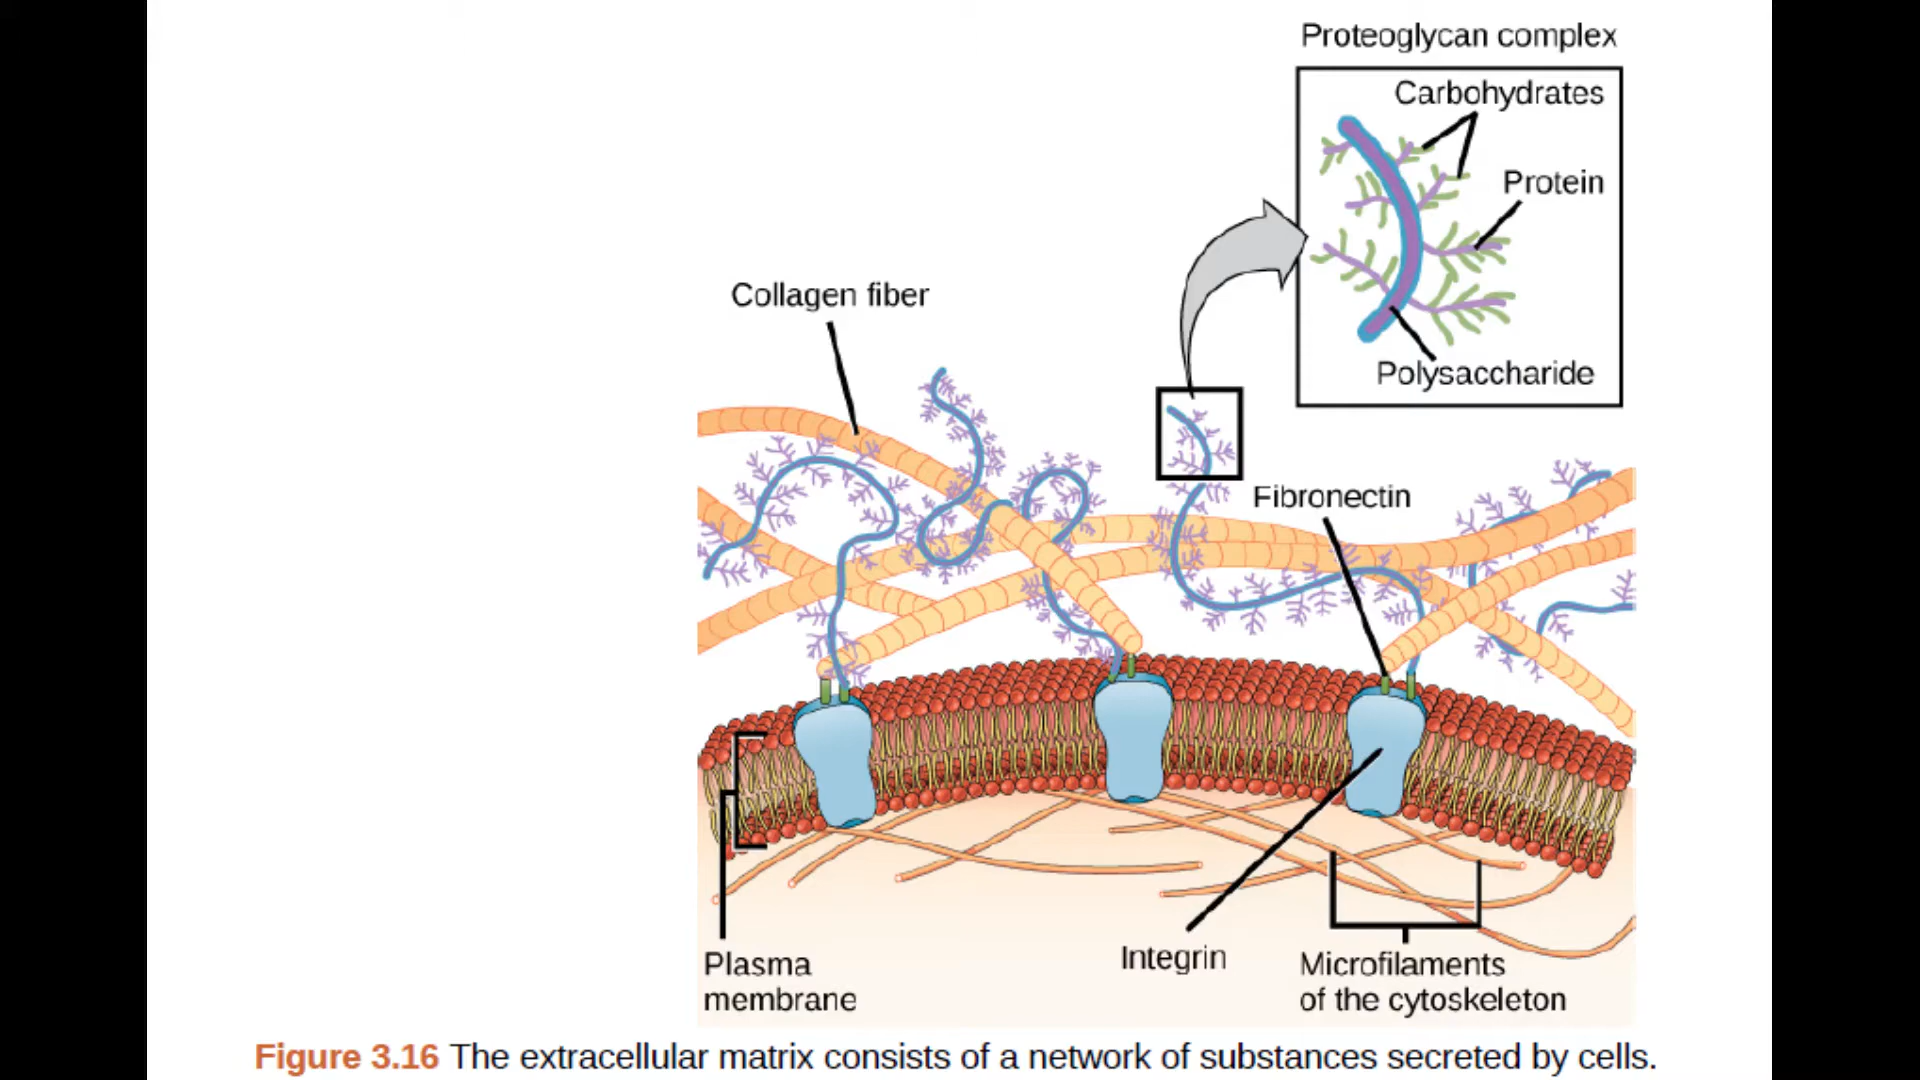 Proteoglycan complex
Carbohydrates
Protein
Polysaccharide
Collagen fiber
Fibronectin
Plasma
membrane
Integrin
Microfilaments
of the cytoskeleton
Figure 3.16 The extracellular matrix consists of a network of substances secreted by cells.